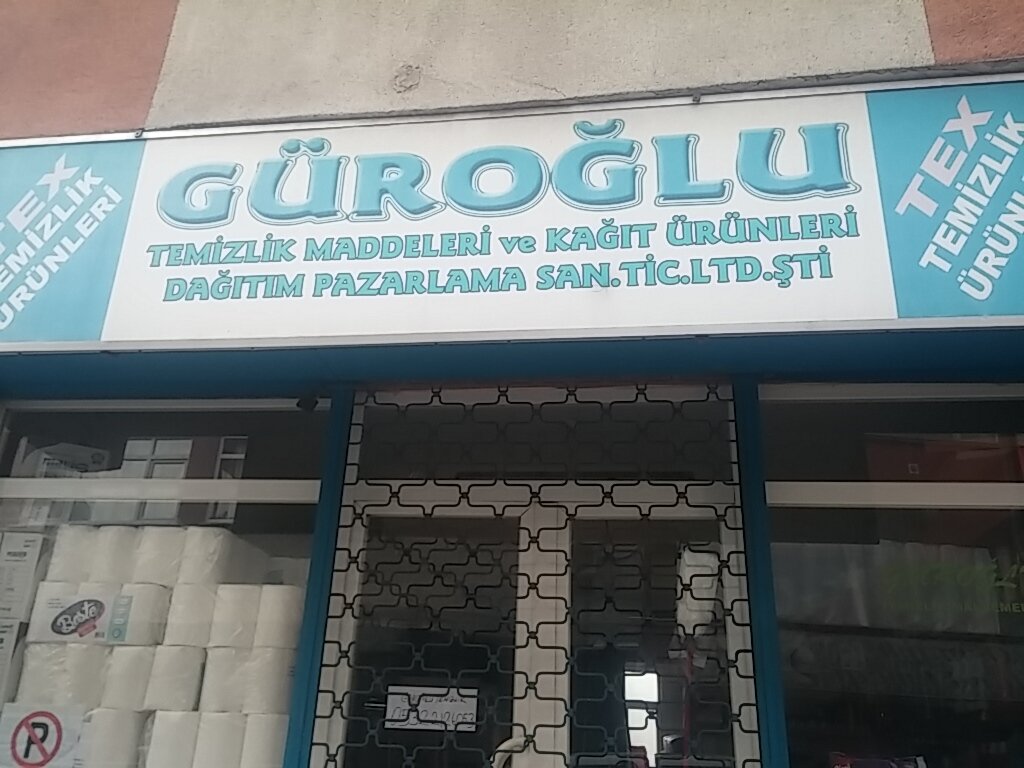 GÜROĞLU
TEMİZLİK MADDELERİ ve KAĞIT ÜRÜNLERİ
DAĞITIM PAZARLAMA SAN.TİC.LTD.ŞTİ
TEX
TEMİZLİK
ÜRÜNLERİ
TEX
TEMİZLİK
Beste
P